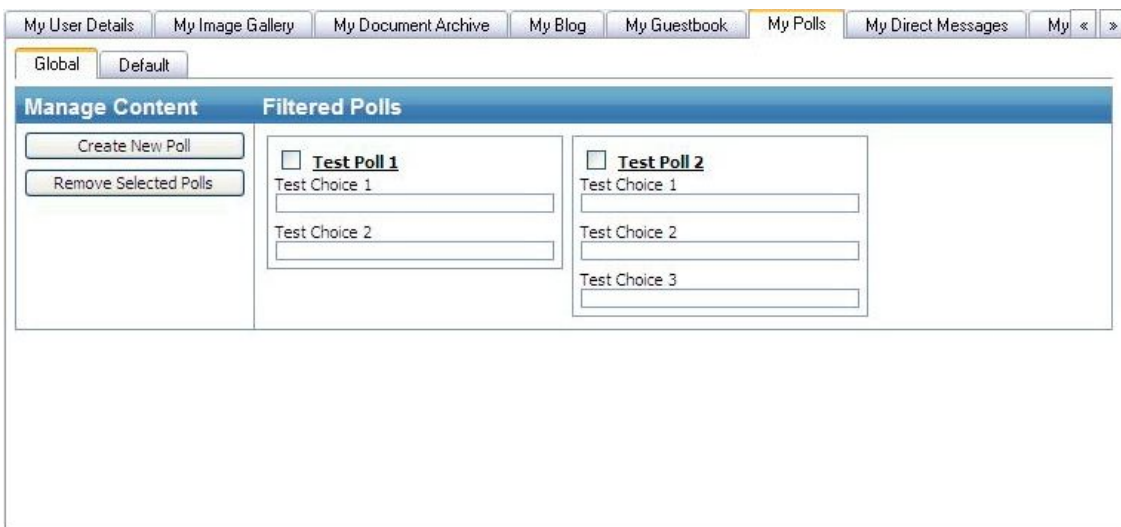 My User Details My Image Gallery My Document Archive My Blog My Guestbook My Polls My Direct Messages My « »
Global Default
Manage Content Filtered Polls
Create New Poll
Remove Selected Polls
Test Poll 1
Test Choice 1
Test Choice 2
Test Poll 2
Test Choice 1
Test Choice 2
Test Choice 3